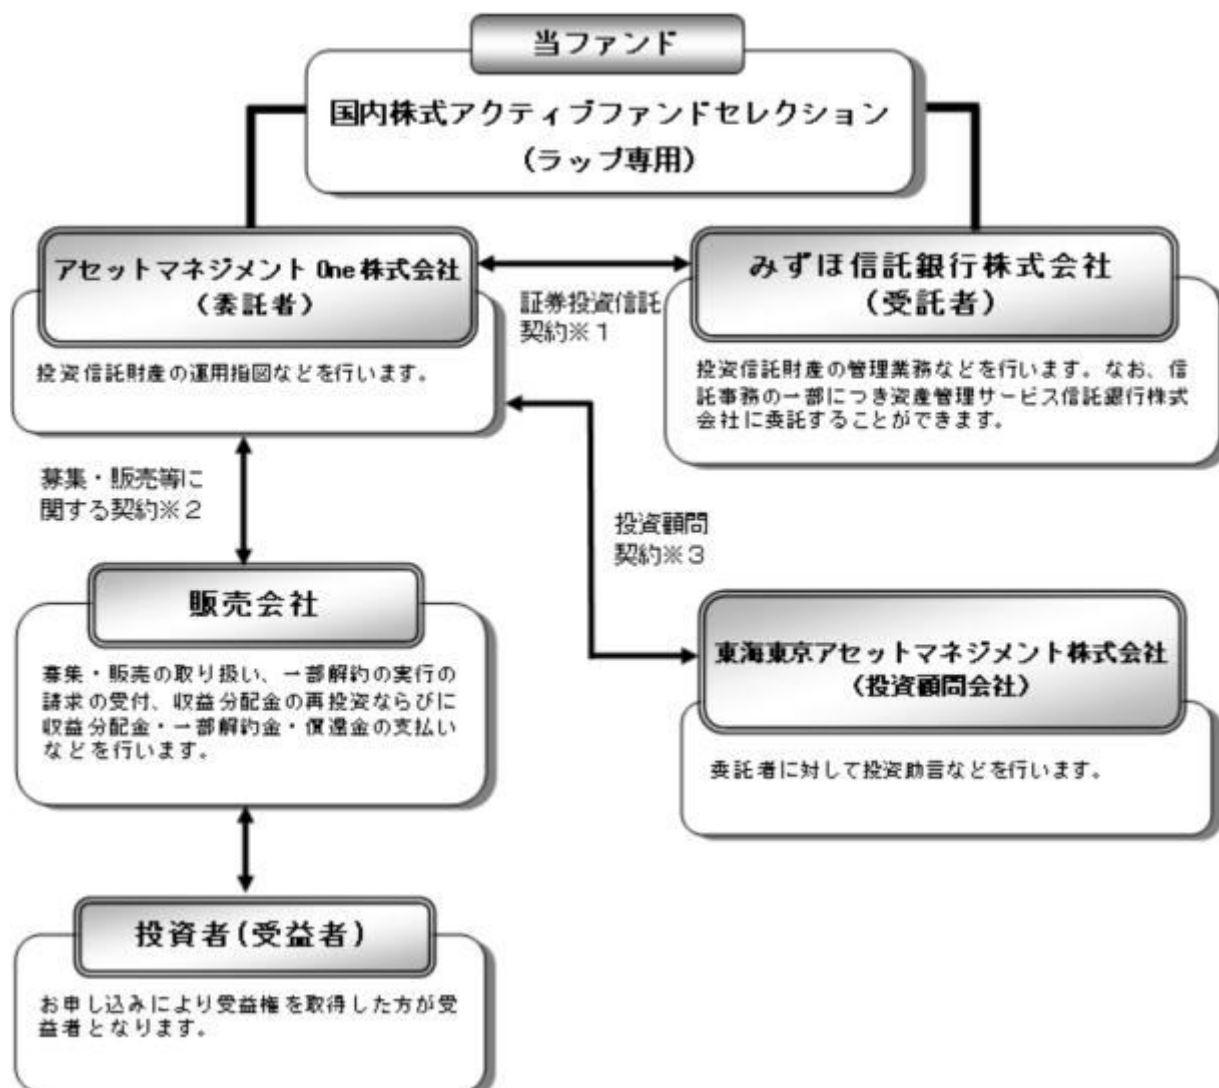 当ファンド
国内株式アクティブファンドセレクション
(ラップ専用)
アセットマネジメント One 株式会社
(委託者)
投資信託財産の運用指図などを行います。
証券投資信託
契約※１
みずほ信託銀行株式会社
(受託者)
投資信託財産の管理業務などを行います。なお、信
託事務の一部につき資産管理サービス信託銀行株式
会社に委託することができます。
募集・販売等に
関する契約※２
投資顧問
契約※３
販売会社
募集・販売の取り扱い、一部解約の実行の
請求の受付、収益分配金の再投資ならびに
収益分配金・一部解約金・償還金の支払い
などを行います。
東海東京アセットマネジメント株式会社
(投資顧問会社)
委託者に対して投資助言などを行います。
投資者(受益者)
お申し込みにより受益権を取得した方が受
益者となります。